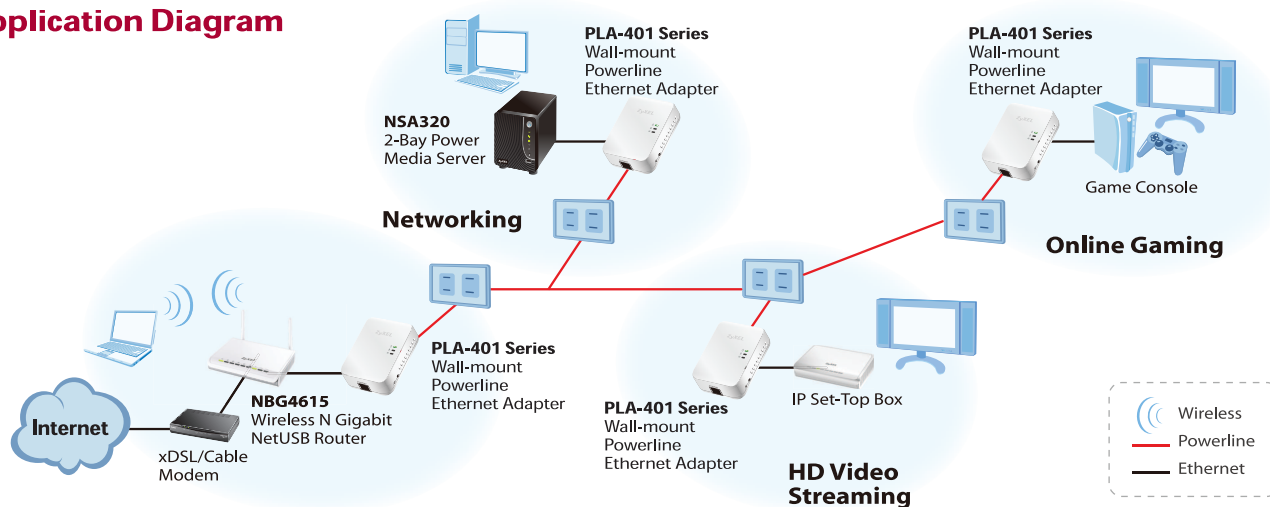 pplication Diagram
PLA-401 Series
Wall-mount
Powerline
Ethernet Adapter
NSA320
2-Bay Power
Media Server
Networking
PLA-401 Series
Wall-mount
Powerline
Ethernet Adapter
Game Console
Online Gaming
Internet
xDSL/Cable
Modem
NBG4615
Wireless N Gigabit
NetUSB Router
PLA-401 Series
Wall-mount
Powerline
Ethernet Adapter
PLA-401 Series
Wall-mount
Powerline
Ethernet Adapter
IP Set-Top Box
HD Video
Streaming
Wireless
Powerline
Ethernet